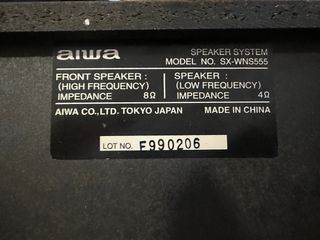 aiwa
SPEAKER SYSTEM
MODEL NO. SX-WNS555
FRONT SPEAKER :
(HIGH FREQUENCY)
IMPEDANCE 8Ω
SPEAKER :
(LOW FREQUENCY)
IMPEDANCE 4Ω
AIWA CO.,LTD. TOKYO JAPAN
MADE IN CHINA
LOT NO. F990206